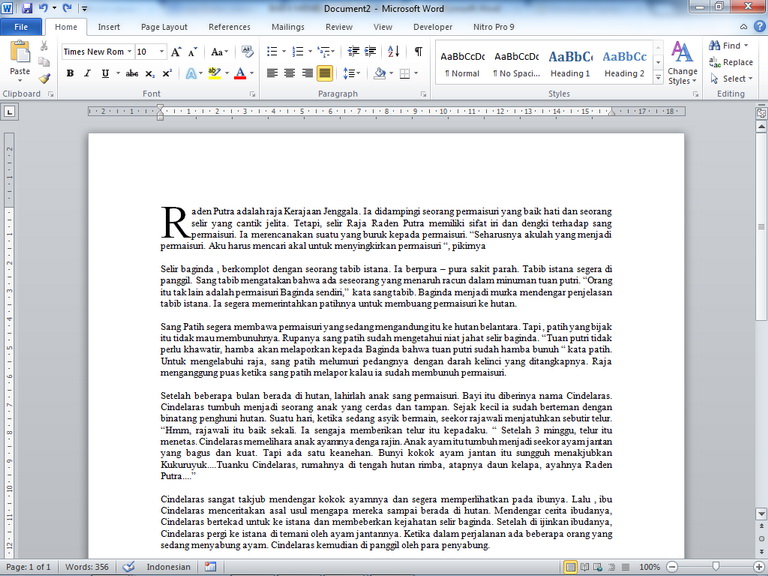 Document2 - Microsoft Word
File Home Insert Page Layout References Mailings Review View Developer Nitro Pro 9
Times New Rom 10 Aa
AaBbCcDc AaBbCcDc AaBbC AaBbCc
Paste
B I U abc x₂ x² A ab A
¶ Normal ¶ No Spaci... Heading 1 Heading 2
Change Styles
Find
Replace
Select
Clipboard Font Paragraph Styles Editing
Raden Putra adalah raja Kerajaan Jenggala. Ia didampingi seorang permaisuri yang baik hati dan seorang
selir yang cantik jelita. Tetapi, selir Raja Raden Putra memiliki sifat iri dan dengki terhadap sang
permaisuri. Ia merencanakan suatu yang buruk kepada permaisuri. “Seharusnya akulah yang menjadi
permaisuri. Aku harus mencari akal untuk menyingkirkan permaisuri “, pikirnya
Selir baginda , berkomplot dengan seorang tabib istana. Ia berpura – pura sakit parah. Tabib istana segera di
panggil. Sang tabib mengatakan bahwa ada seseorang yang menaruh racun dalam minuman tuan putri. “Orang
itu tak lain adalah permaisuri Baginda sendiri,” kata sang tabib. Baginda menjadi murka mendengar penjelasan
tabib istana. Ia segera memerintahkan patihnya untuk membuang permaisuri ke hutan.
Sang Patih segera membawa permaisuri yang sedang mengandung itu ke hutan belantara. Tapi , patih yang bijak
itu tidak mau membunuhnya. Rupanya sang patih sudah mengetahui niat jahat selir baginda. “Tuan putri tidak
perlu khawatir, hamba akan melaporkan kepada Baginda bahwa tuan putri sudah hamba bunuh “ kata patih.
Untuk mengelabuhi raja, sang patih melumuri pedangnya dengan darah kelinci yang ditangkapnya. Raja
menganggung puas ketika sang patih melapor kalau ia sudah membunuh permaisuri.
Setelah beberapa bulan berada di hutan, lahirlah anak sang permaisuri. Bayi itu diberinya nama Cindelaras.
Cindelaras tumbuh menjadi seorang anak yang cerdas dan tampan. Sejak kecil ia sudah berteman dengan
binatang penghuni hutan. Suatu hari, ketika sedang asyik bermain, seekor rajawali menjatuhkan sebutir telur.
“Hmm, rajawali itu baik sekali. Ia sengaja memberikan telur itu kepadaku. “ Setelah 3 minggu, telur itu
menetas. Cindelaras memelihara anak ayamnya denga rajin. Anak ayam itu tumbuh menjadi seekor ayam jantan
yang bagus dan kuat. Tapi ada satu keanehan. Bunyi kokok ayam jantan itu sungguh menakjubkan
Kukuruyuk....Tuanku Cindelaras, rumahnya di tengah hutan rimba, atapnya daun kelapa, ayahnya Raden
Putra....”
Cindelaras sangat takjub mendengar kokok ayamnya dan segera memperlihatkan pada ibunya. Lalu , ibu
Cindelaras menceritakan asal usul mengapa mereka sampai berada di hutan. Mendengar cerita ibudanya,
Cindelaras bertekad untuk ke istana dan membeberkan kejahatan selir baginda. Setelah di ijinkan ibudanya,
Cindelaras pergi ke istana di temani oleh ayam jantannya. Ketika dalam perjalanan ada beberapa orang yang
sedang menyabung ayam. Cindelaras kemudian di panggil oleh para penyabung.
Page: 1 of 1 Words: 356 Indonesian 100%